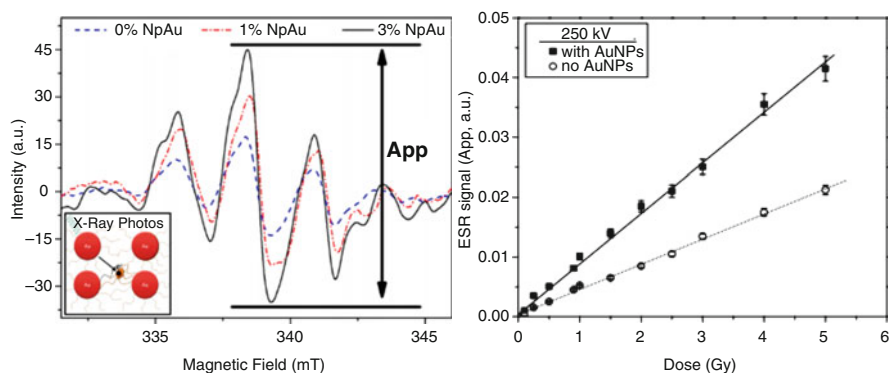 0% NpAu 1% NpAu 3% NpAu
45
30
15
0
−15
−30
Intensity (a.u.)
App
X-Ray Photos
335 340 345
Magnetic Field (mT)
250 kV
with AuNPs
no AuNPs
0.05
0.04
0.03
0.02
0.01
0.00
ESR signal (App, a.u.)
0 1 2 3 4 5 6
Dose (Gy)